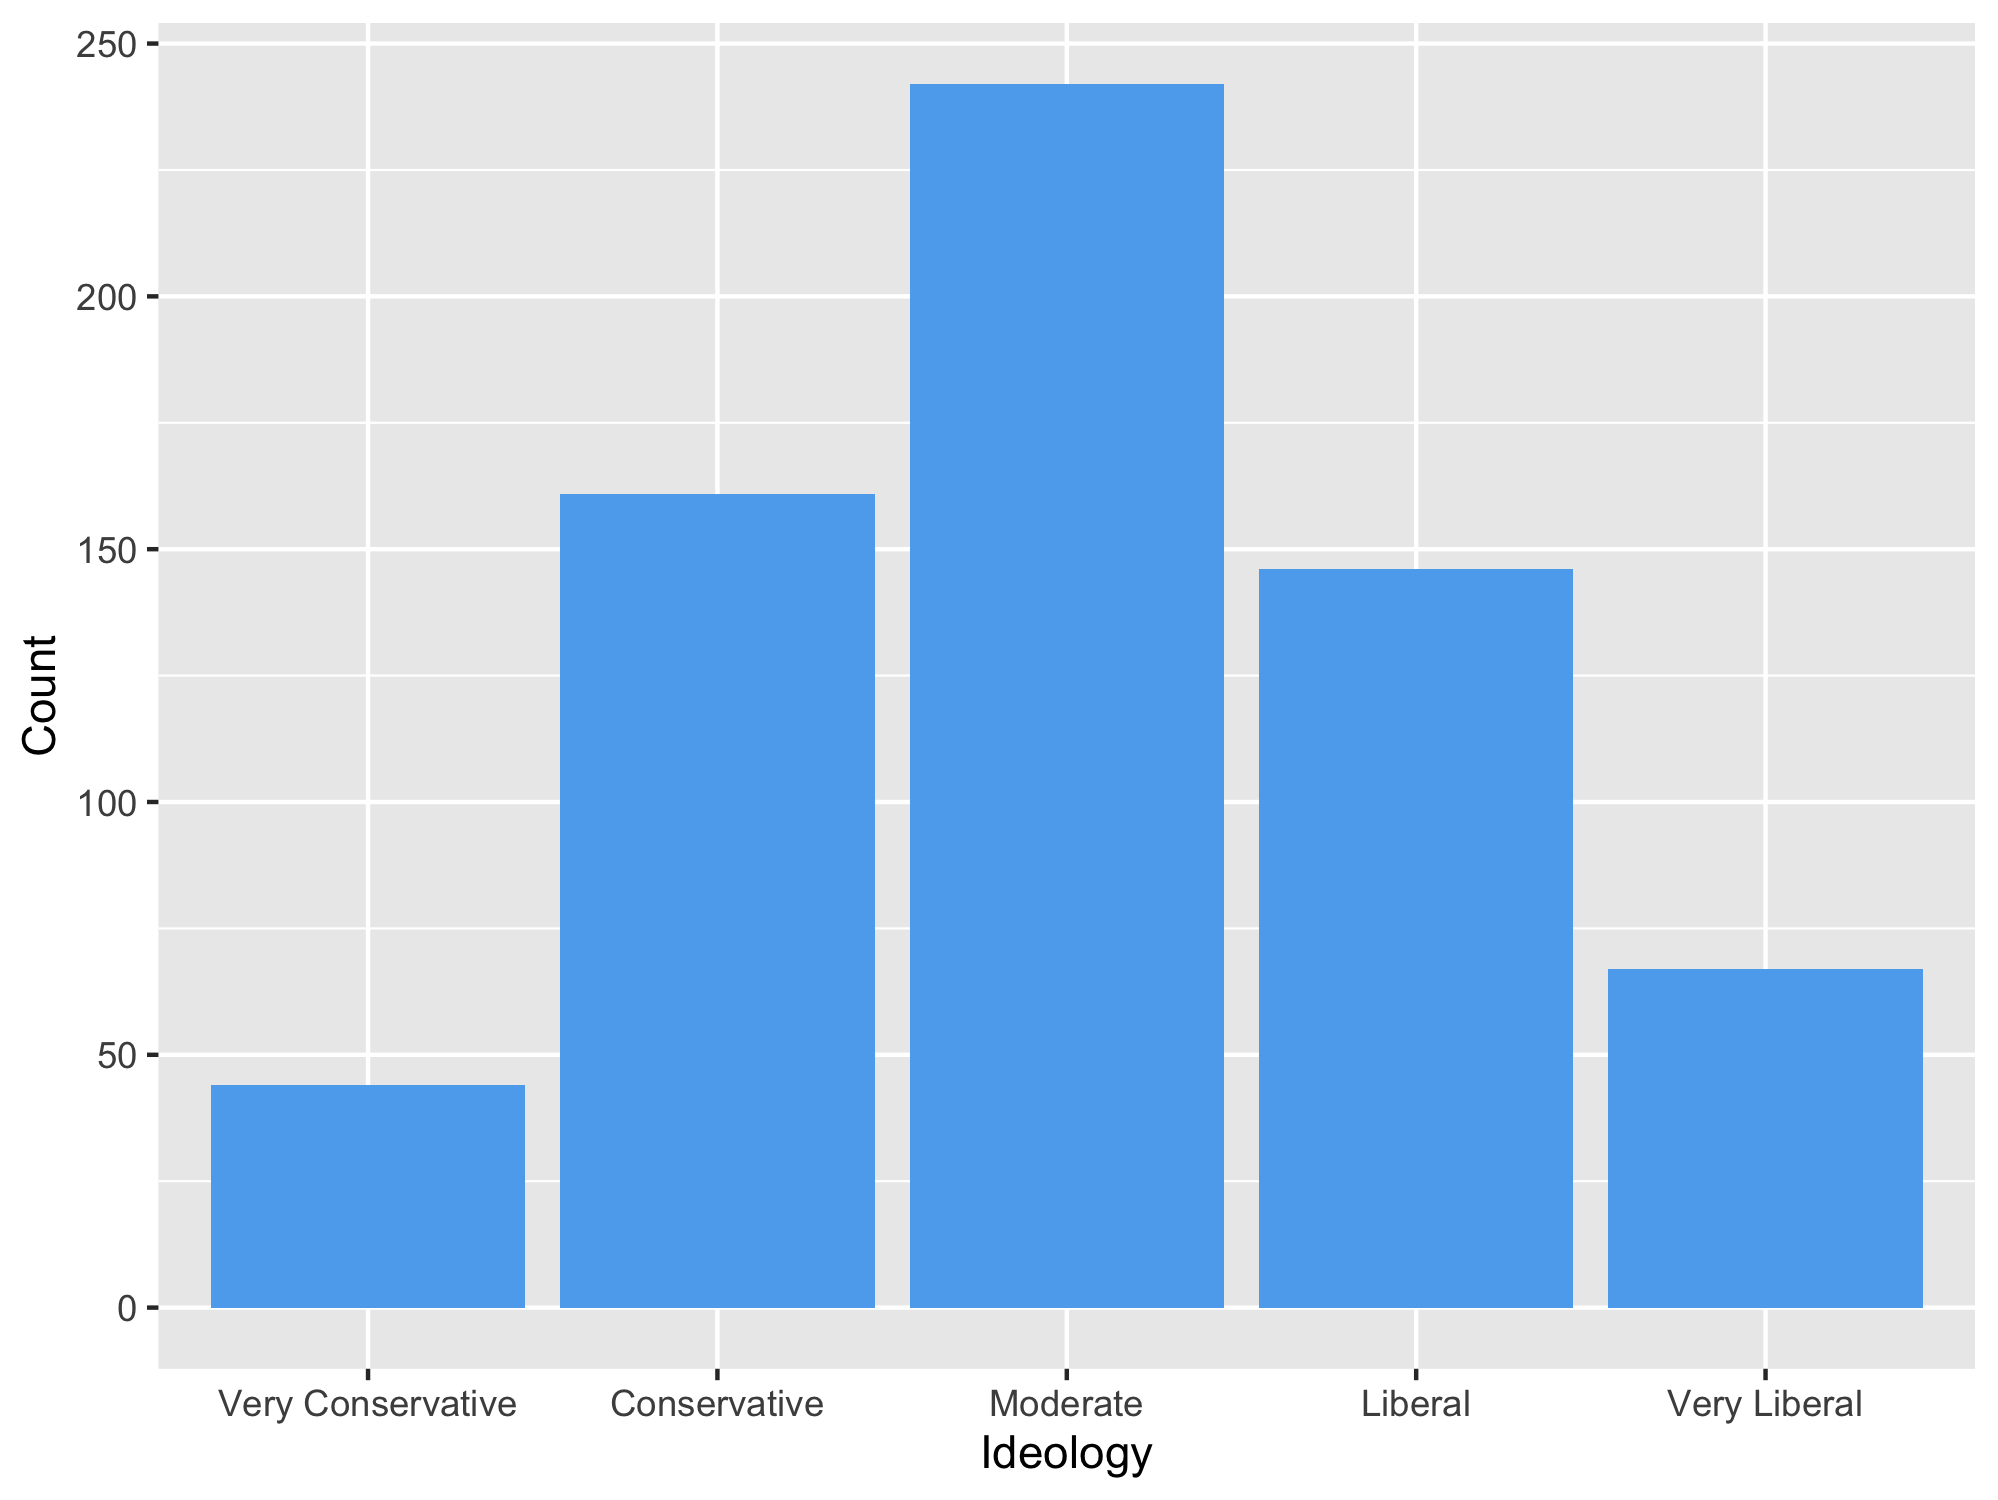 250
200
150
100
50
0
Count
Very Conservative
Conservative
Moderate
Liberal
Very Liberal
Ideology